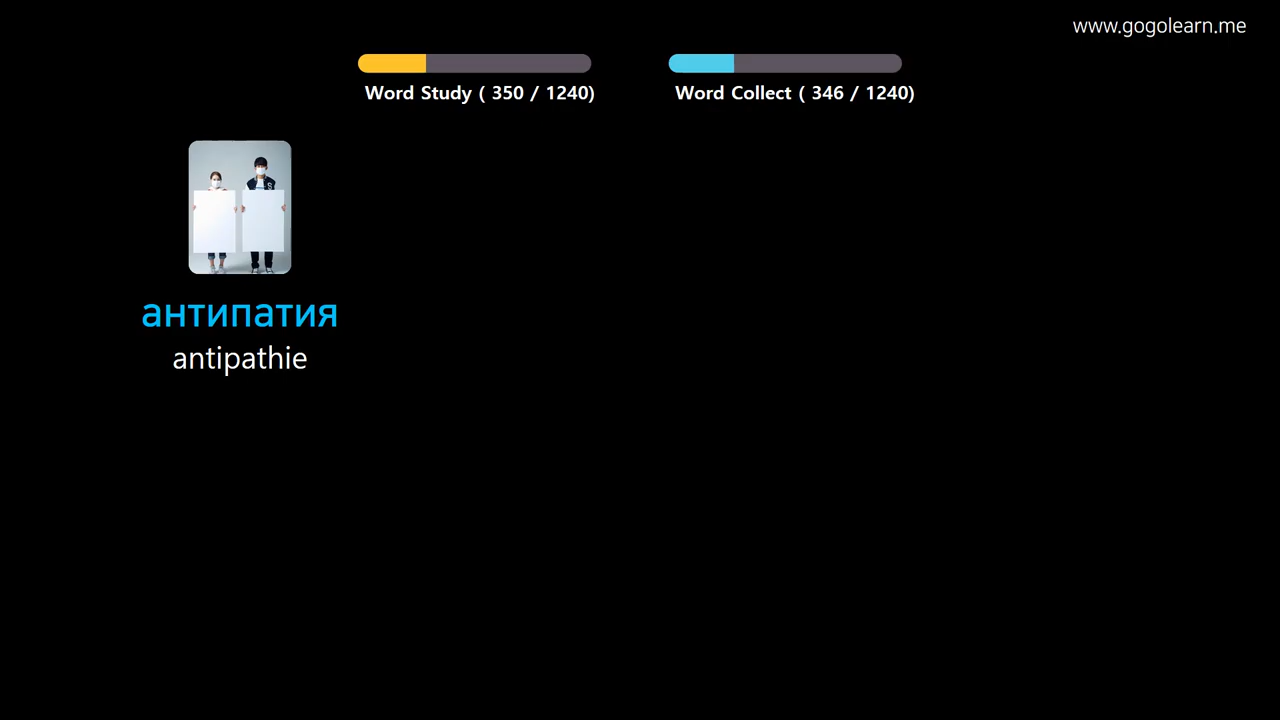 www.gogolearn.me
Word Study ( 350 / 1240)
Word Collect ( 346 / 1240)
антипатия
antipathie